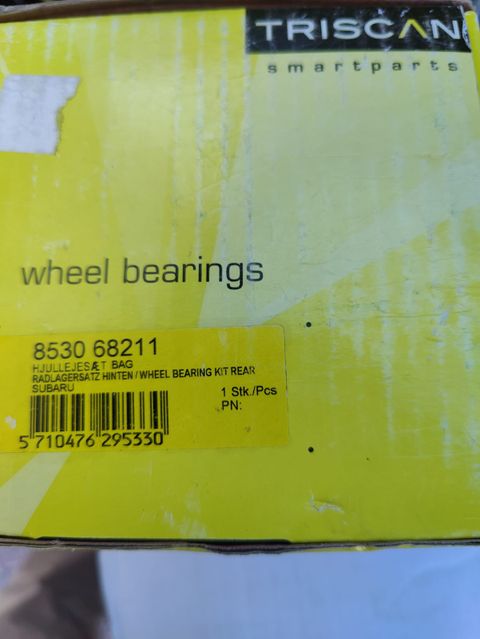 TRISCAN
smartparts
wheel bearings
8530 68211
HJULLEJESÆT BAG
RADLAGERSATZ HINTEN / WHEEL BEARING KIT REAR
SUBARU
1 Stk./Pcs
PN:
5 710476 295330